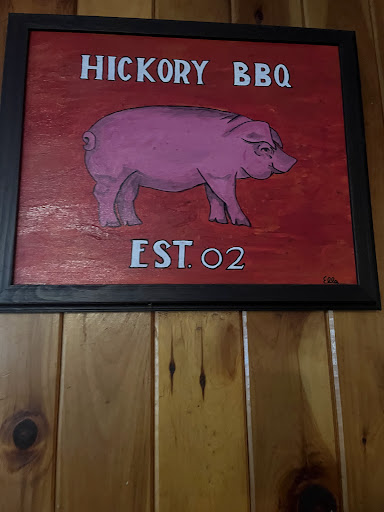 HICKORY BBQ
EST. 02